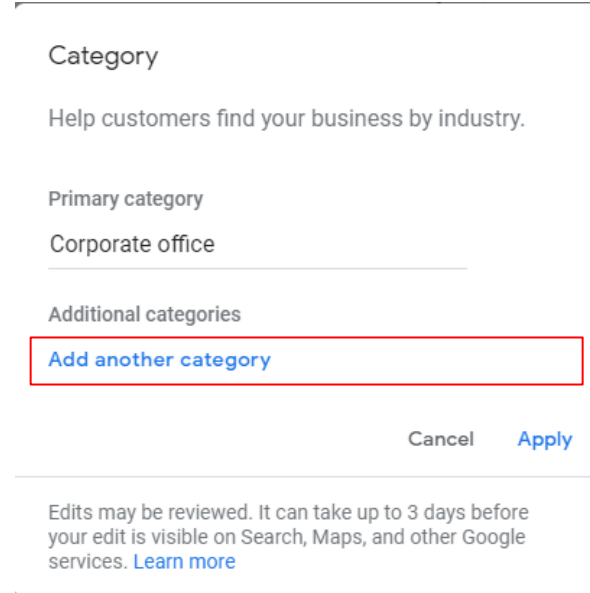 Category
Help customers find your business by industry.
Primary category
Corporate office
Additional categories
Add another category
Cancel Apply
Edits may be reviewed. It can take up to 3 days before
your edit is visible on Search, Maps, and other Google
services. Learn more